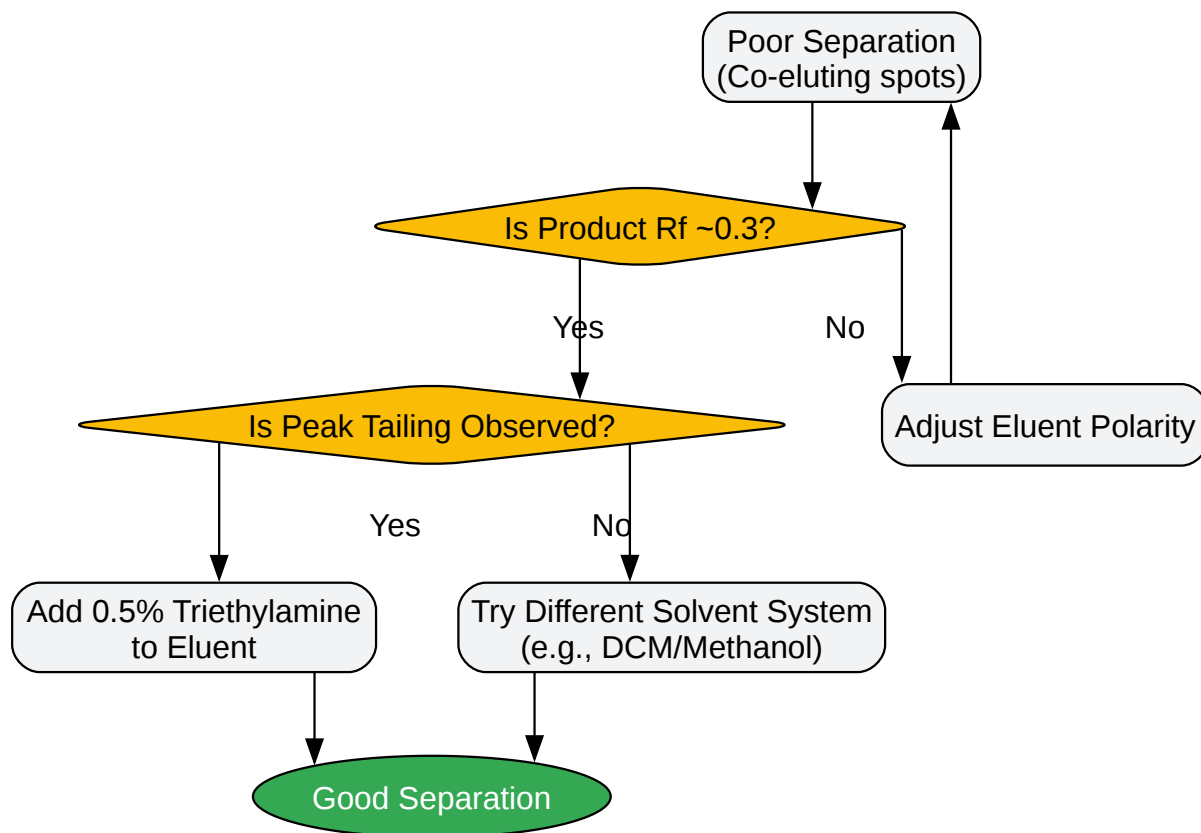 Poor Separation
(Co-eluting spots)
Is Product Rf ~0.3?
Yes
No
Is Peak Tailing Observed?
Adjust Eluent Polarity
Yes
No
Add 0.5% Triethylamine
to Eluent
Try Different Solvent System
(e.g., DCM/Methanol)
Good Separation